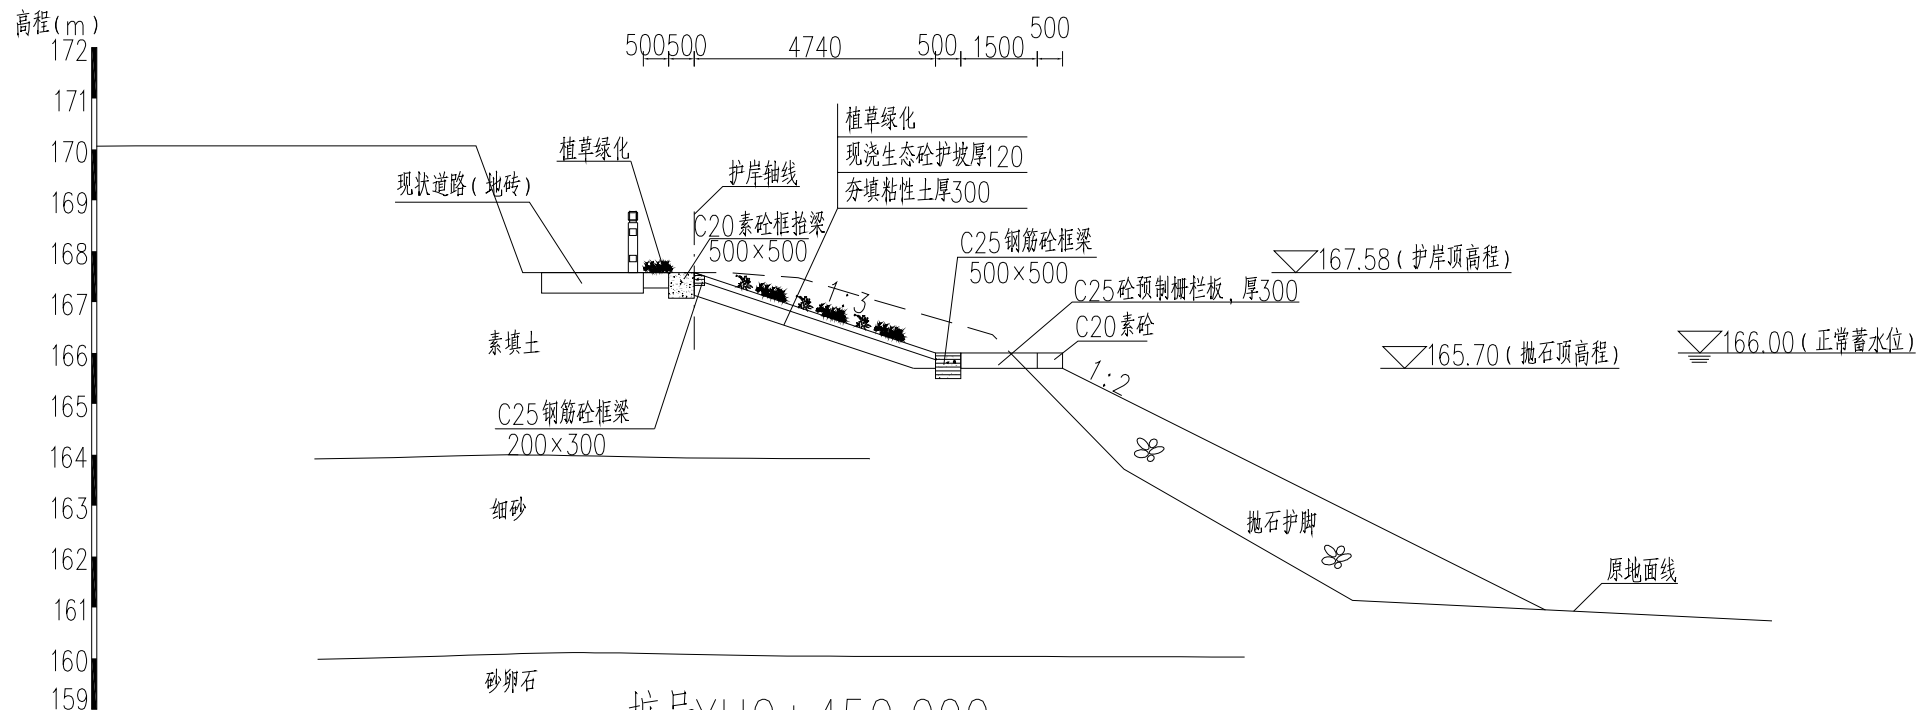 高程(m)
172
171
170
169
168
167
166
165
164
163
162
161
160
159
500 500 4740 500 1500 500
植草绿化
现状道路(地砖)
护岸轴线
植草绿化
现浇生态砼护坡厚120
夯填粘性土厚300
C20素砼框抬梁
500×500
C25钢筋砼框梁
500×500
167.58(护岸顶高程)
1:3
C25砼预制栅栏板,厚300
C20素砼
素填土
165.70(抛石顶高程)
166.00(正常蓄水位)
1:2
C25钢筋砼框梁
200×300
细砂
抛石护脚
原地面线
砂卵石